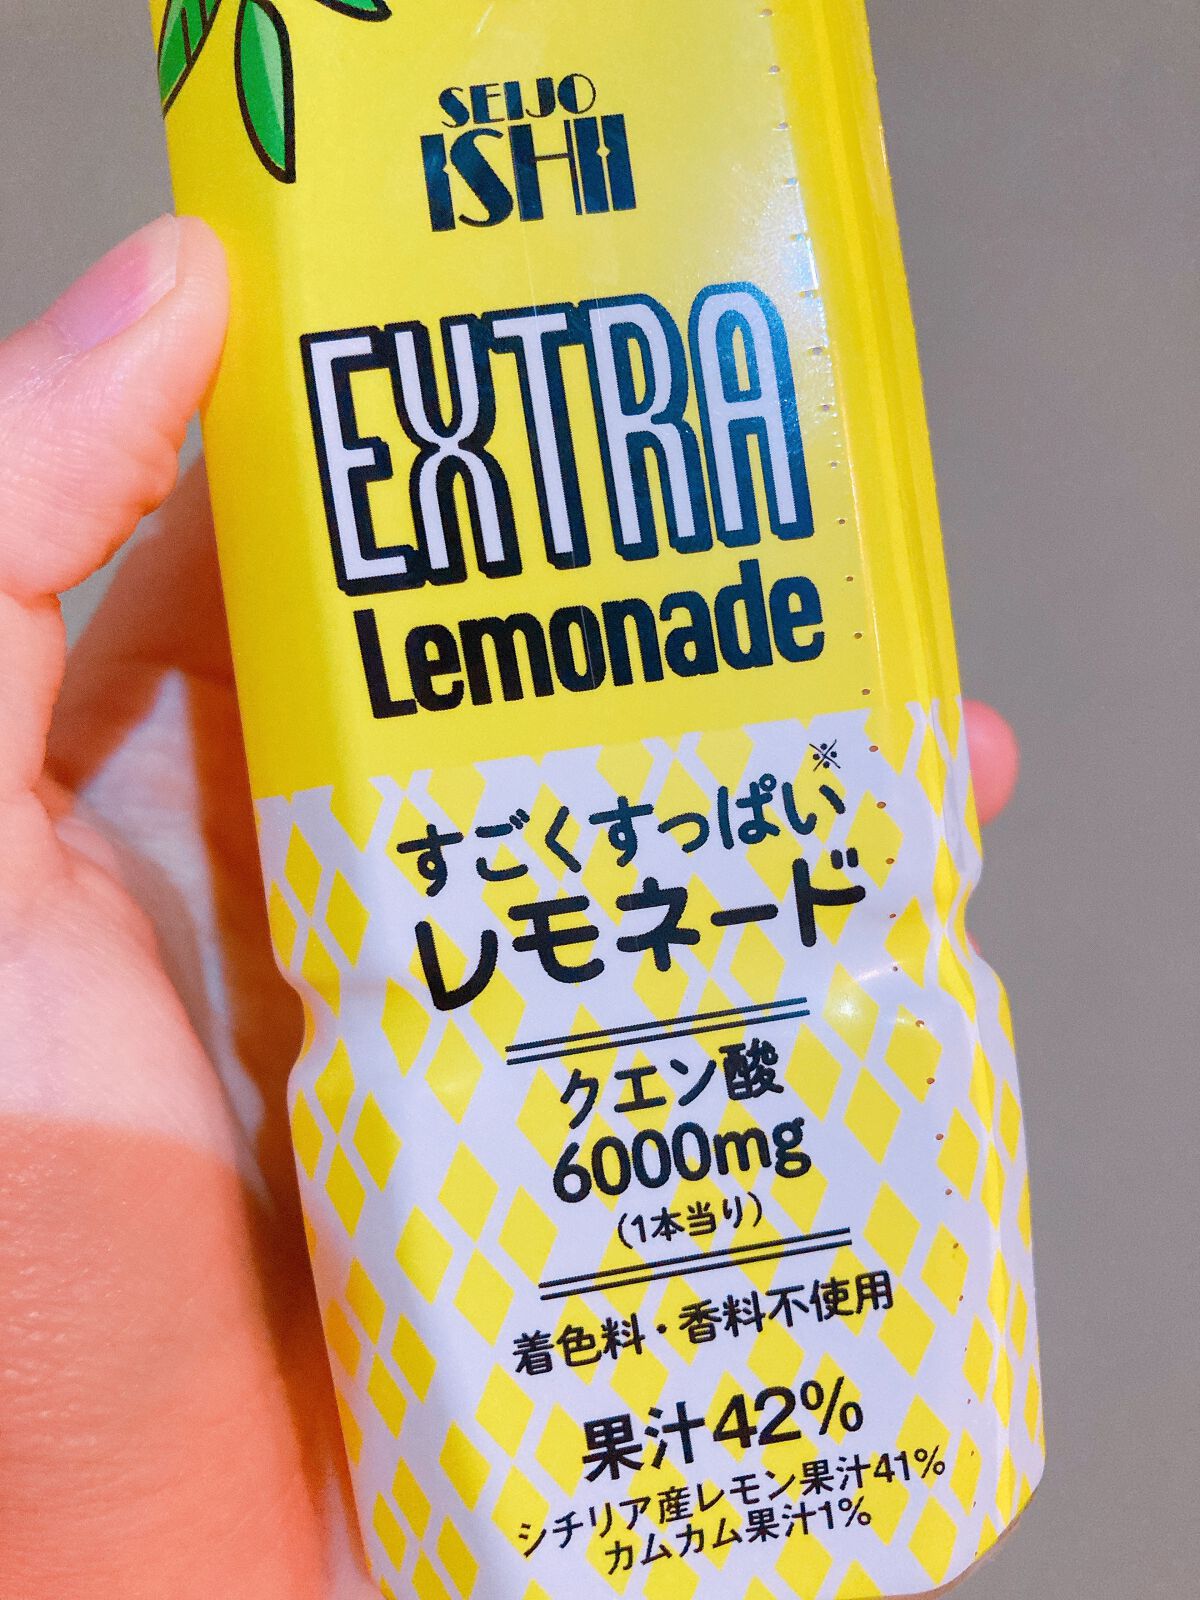 SEIJO
ISHII
EXTRA
Lemonade
すごくすっぱい※
レモネード
クエン酸
6000mg
(1本当り)
着色料・香料不使用
果汁42%
シチリア産レモン果汁41%
カムカム果汁1%